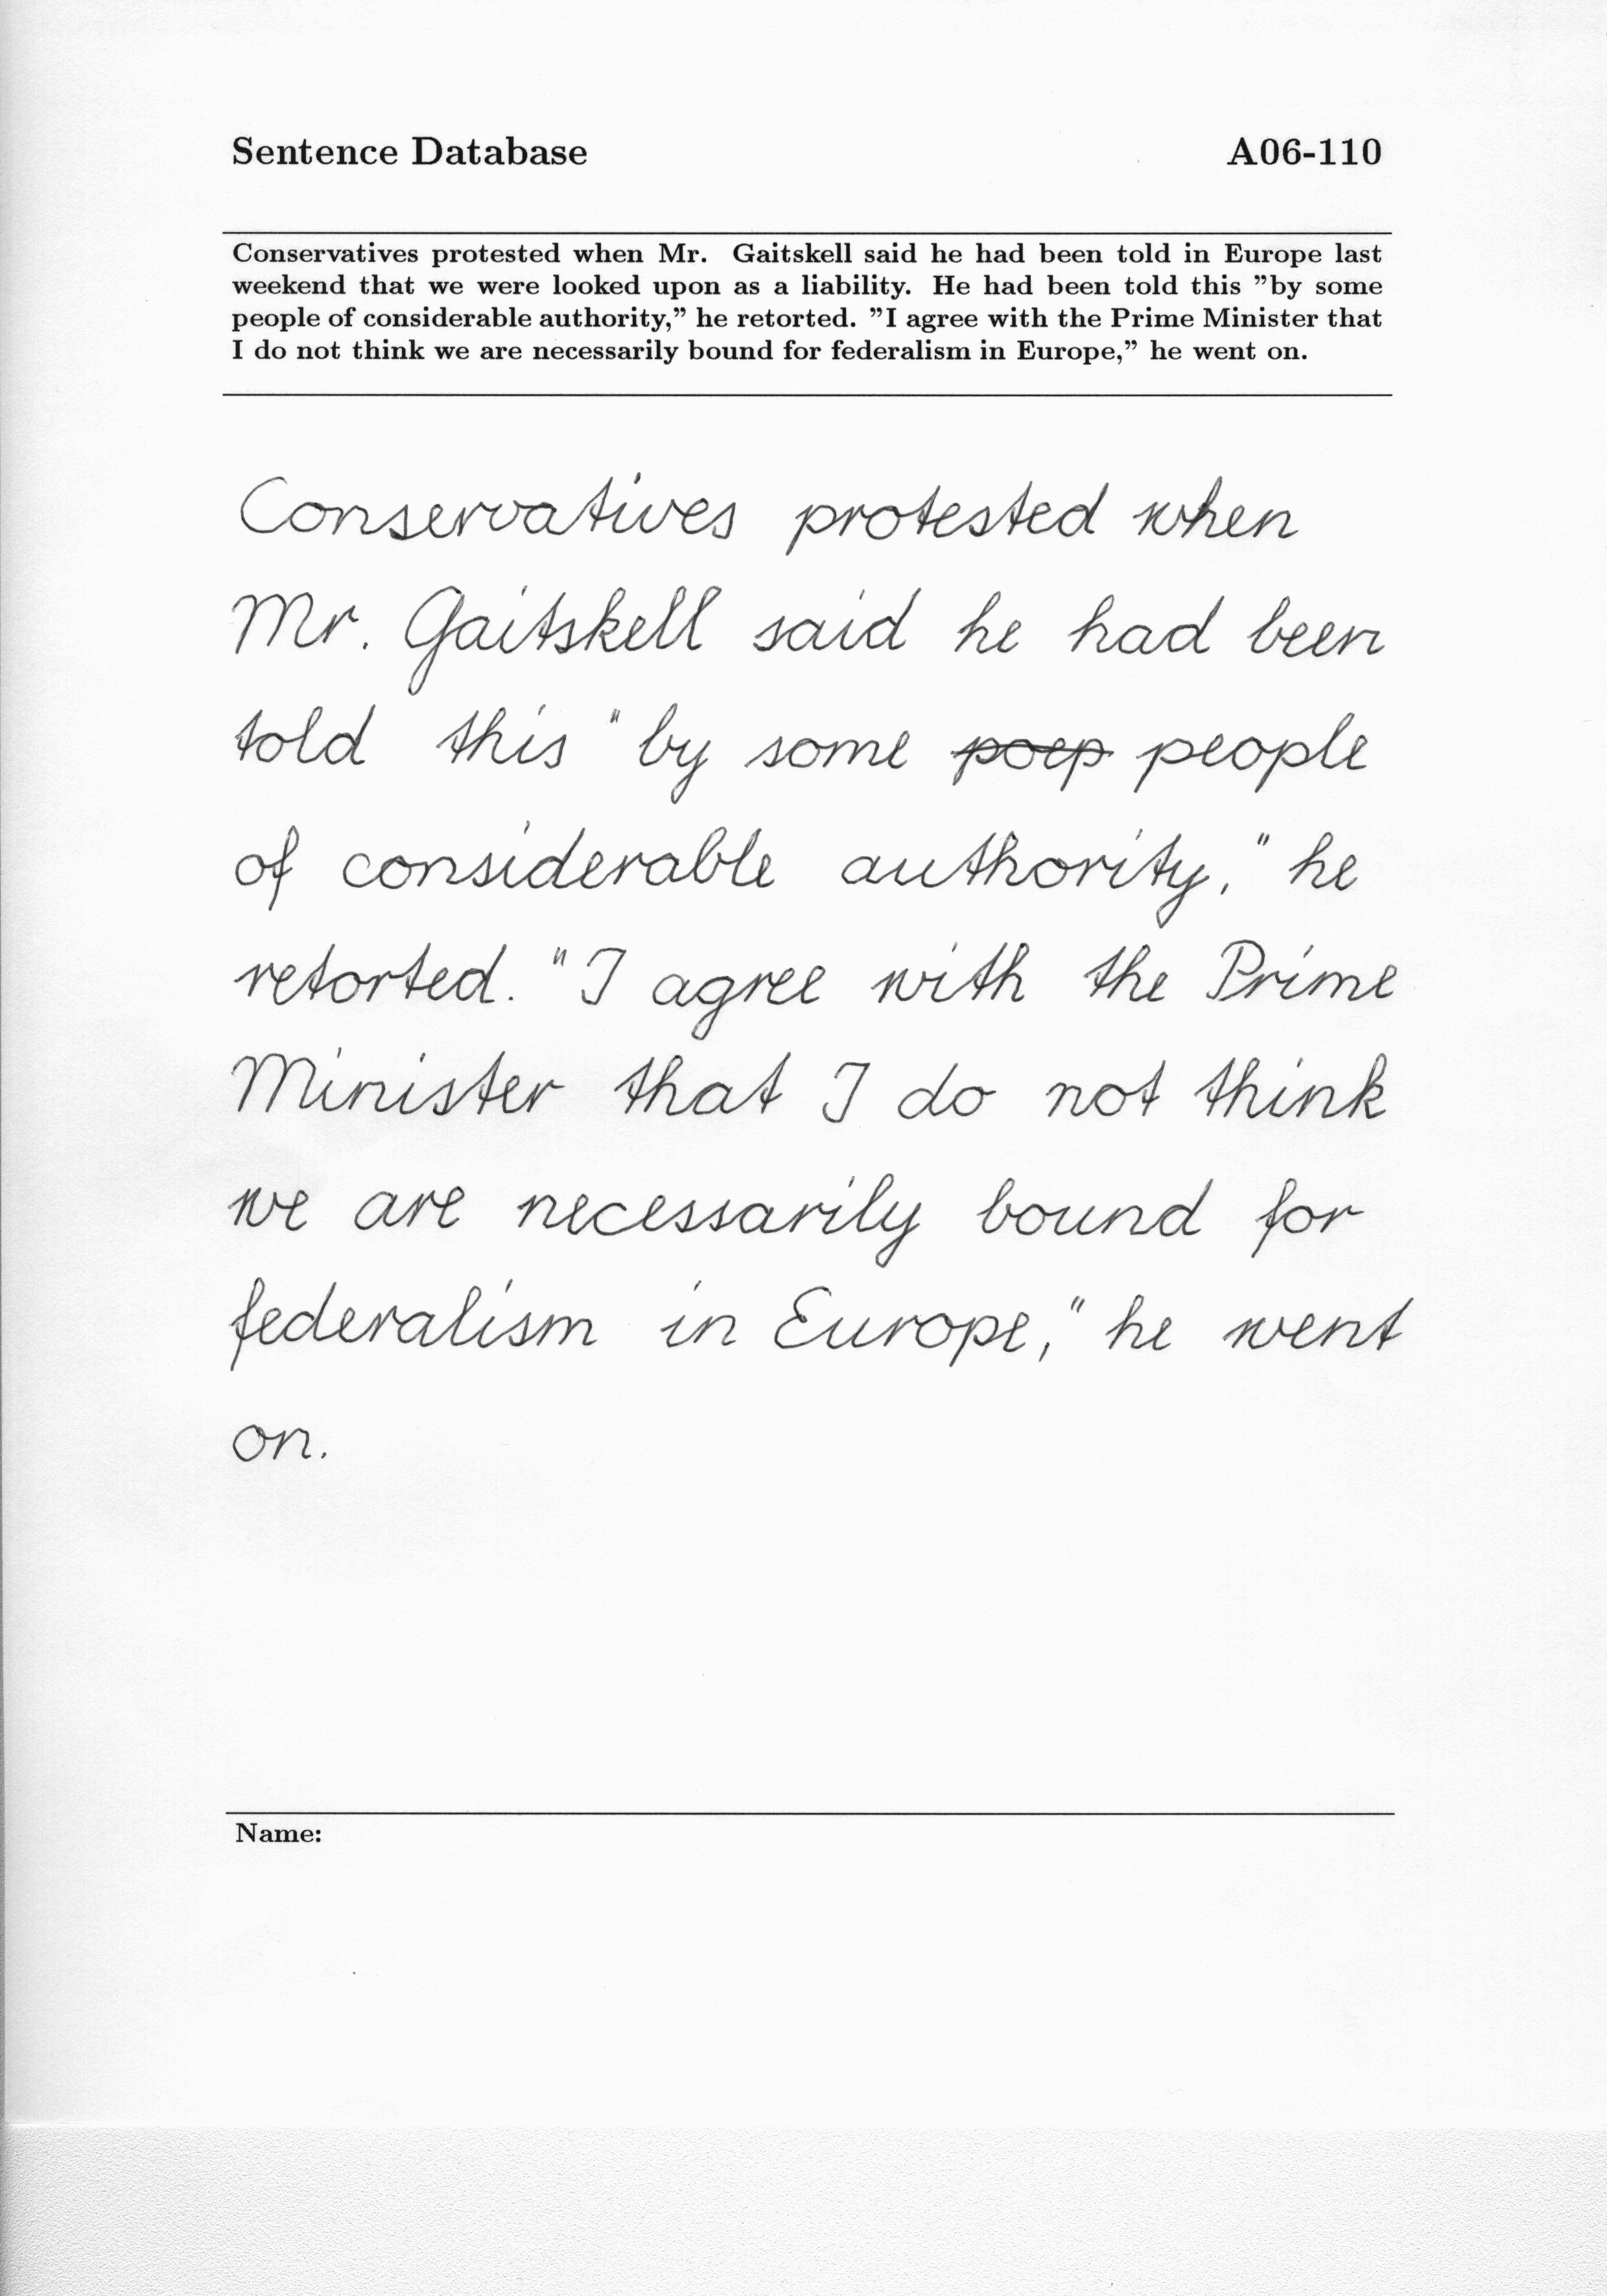 Sentence Database A06-110
Conservatives protested when Mr. Gaitskell said he had been told in Europe last
weekend that we were looked upon as a liability. He had been told this ”by some
people of considerable authority,” he retorted. ”I agree with the Prime Minister that
I do not think we are necessarily bound for federalism in Europe,” he went on.
Conservatives protested when
Mr. Gaitskell said he had been
told this "by some poep people
of considerable authority," he
retorted. "I agree with the Prime
Minister that I do not think
we are necessarily bound for
federalism in Europe," he went
on.
Name: